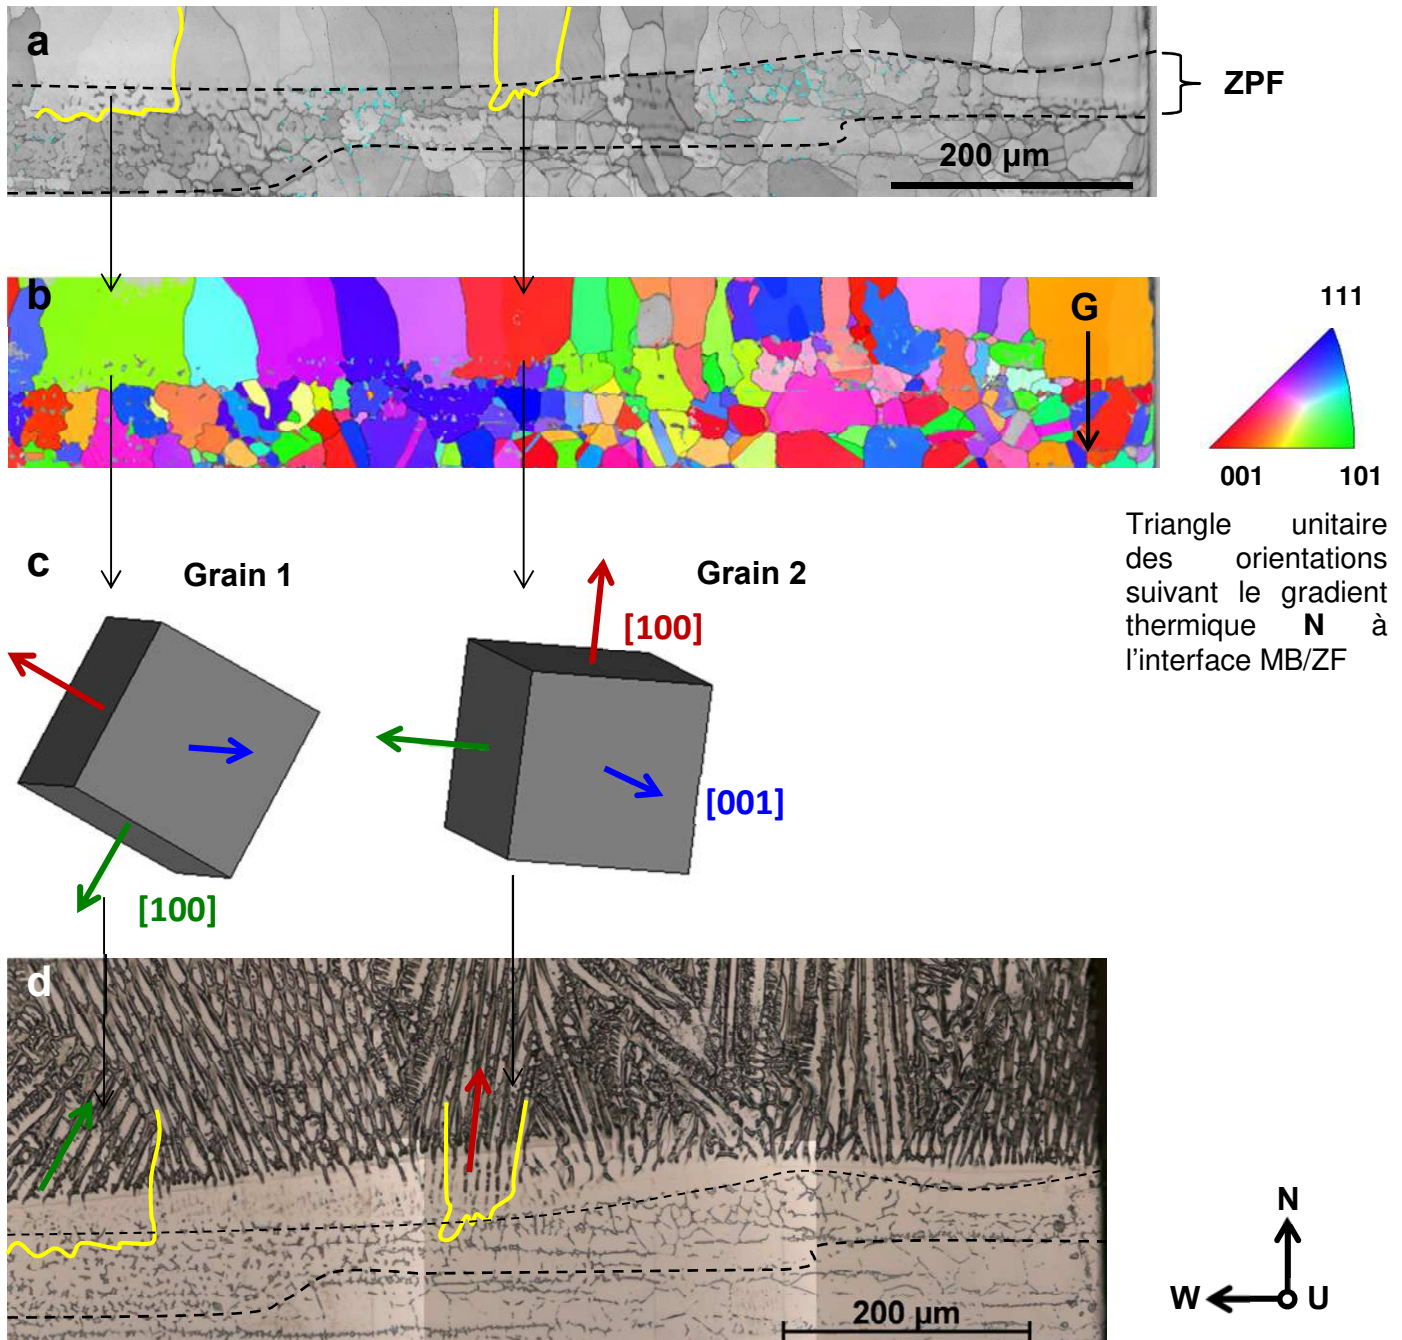 a
ZPF
200 µm
b
G
111
001
101
Triangle unitaire
des orientations
suivant le gradient
thermique N à
l'interface MB/ZF
c
Grain 1
Grain 2
[100]
[001]
[100]
d
N
W
U
200 µm